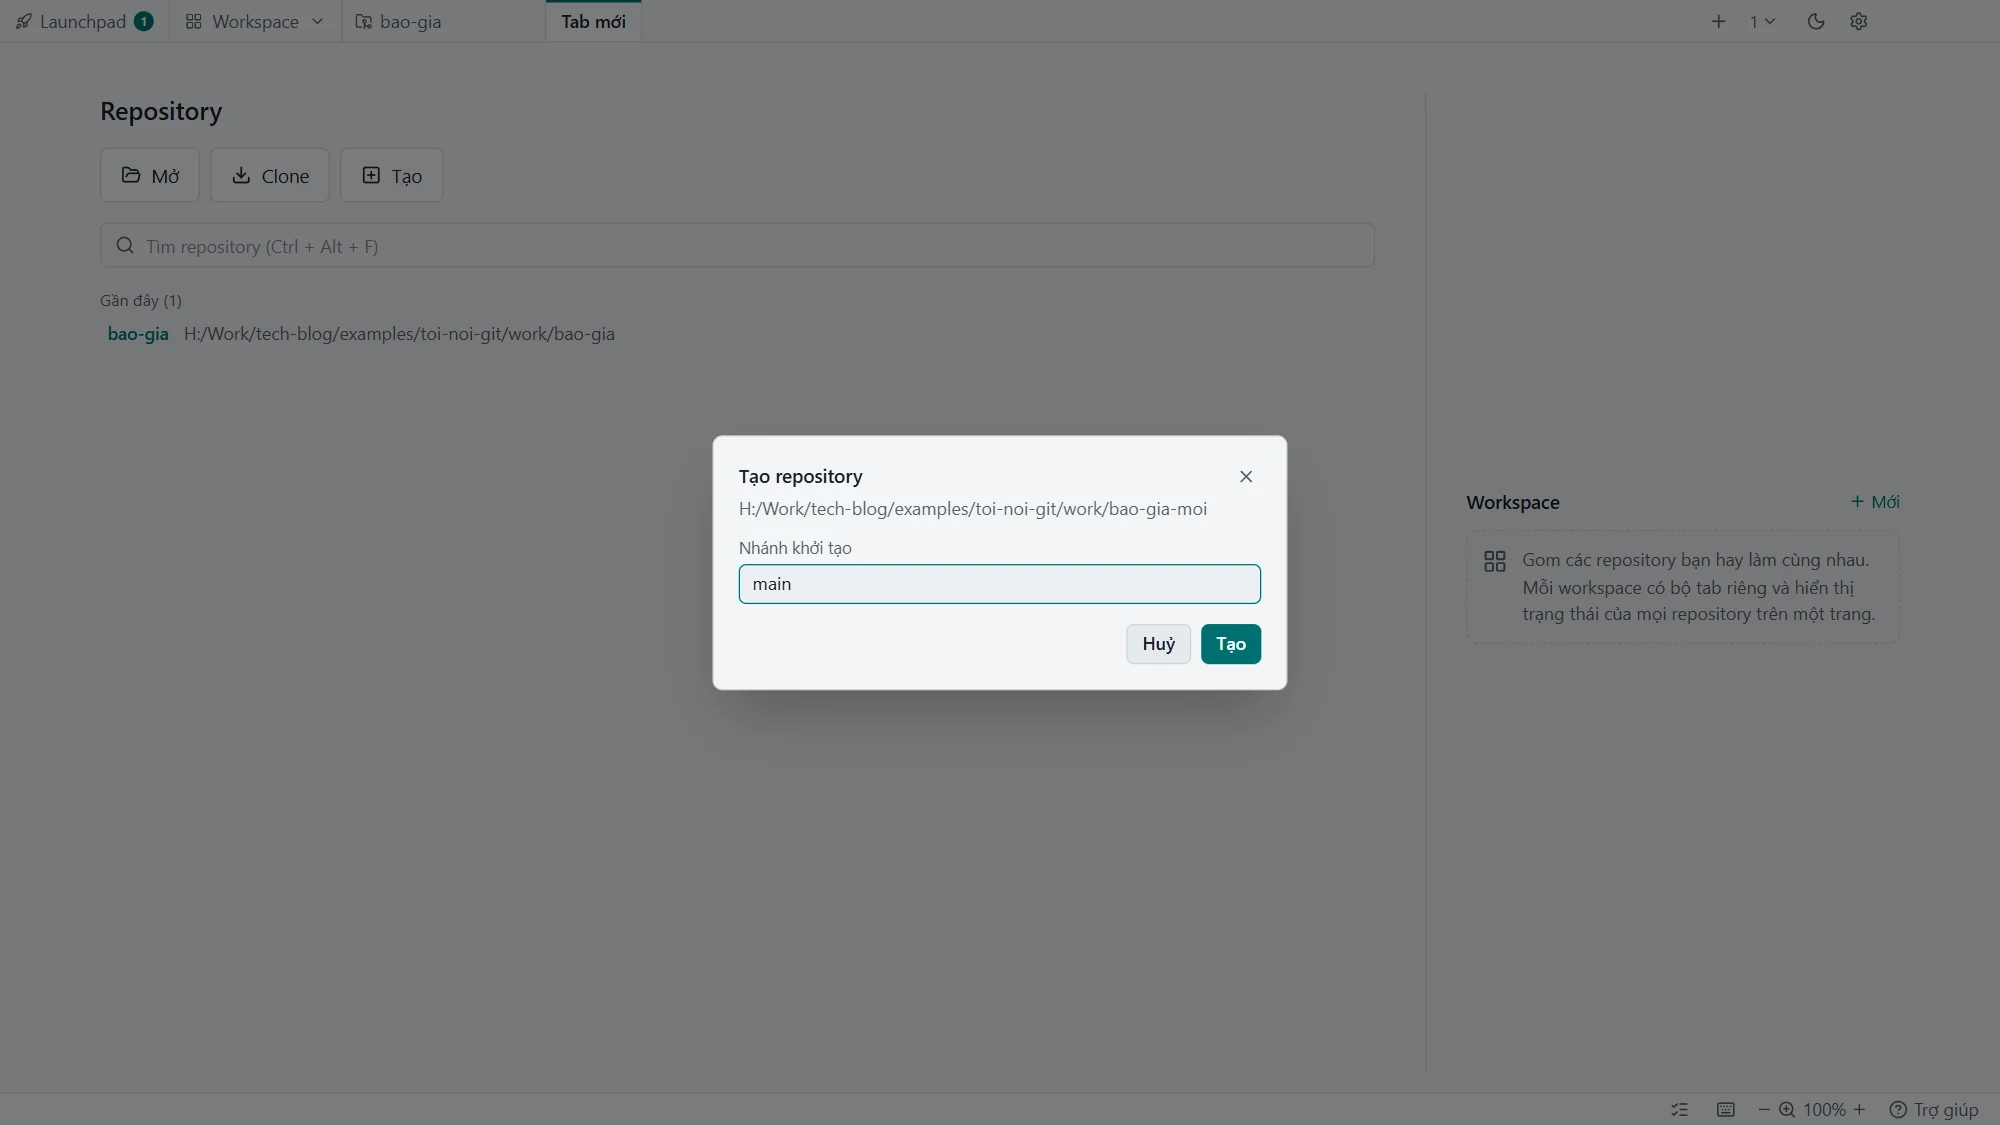 Launchpad 1 Workspace bao-gia Tab mới 1
Repository
Mở Clone Tạo
Tìm repository (Ctrl + Alt + F)
Gần đây (1)
bao-gia H:/Work/tech-blog/examples/toi-noi-git/work/bao-gia
Tạo repository
H:/Work/tech-blog/examples/toi-noi-git/work/bao-gia-moi
Nhánh khởi tạo
main
Huỷ Tạo
Workspace + Mới
Gom các repository bạn hay làm cùng nhau.
Mỗi workspace có bộ tab riêng và hiển thị
trạng thái của mọi repository trên một trang.
100% Trợ giúp